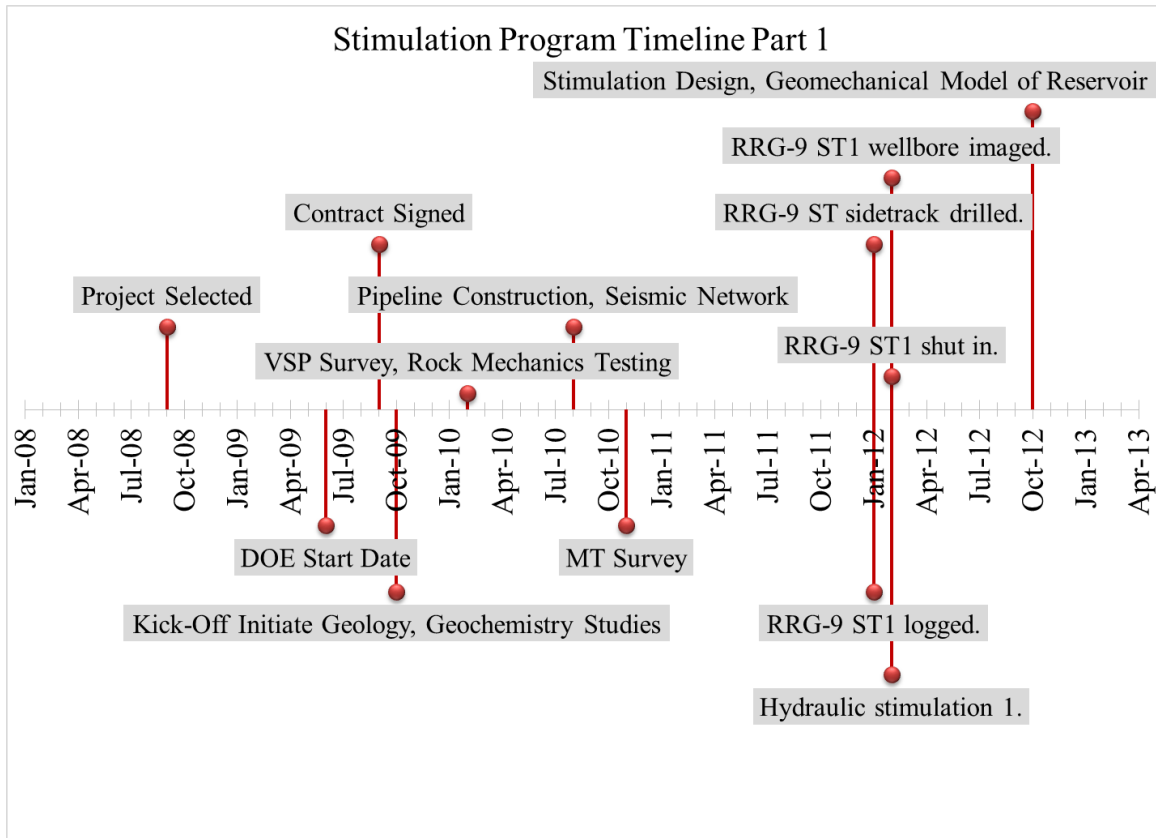 Stimulation Program Timeline Part 1
Stimulation Design, Geomechanical Model of Reservoir
RRG-9 ST1 wellbore imaged.
Contract Signed
RRG-9 ST sidetrack drilled.
Project Selected
Pipeline Construction, Seismic Network
VSP Survey, Rock Mechanics Testing
RRG-9 ST1 shut in.
Jan-08
Apr-08
Jul-08
Oct-08
Jan-09
Apr-09
Jul-09
Oct-09
Jan-10
Apr-10
Jul-10
Oct-10
Jan-11
Apr-11
Jul-11
Oct-11
Jan-12
Apr-12
Jul-12
Oct-12
Jan-13
Apr-13
DOE Start Date
MT Survey
Kick-Off Initiate Geology, Geochemistry Studies
RRG-9 ST1 logged.
Hydraulic stimulation 1.